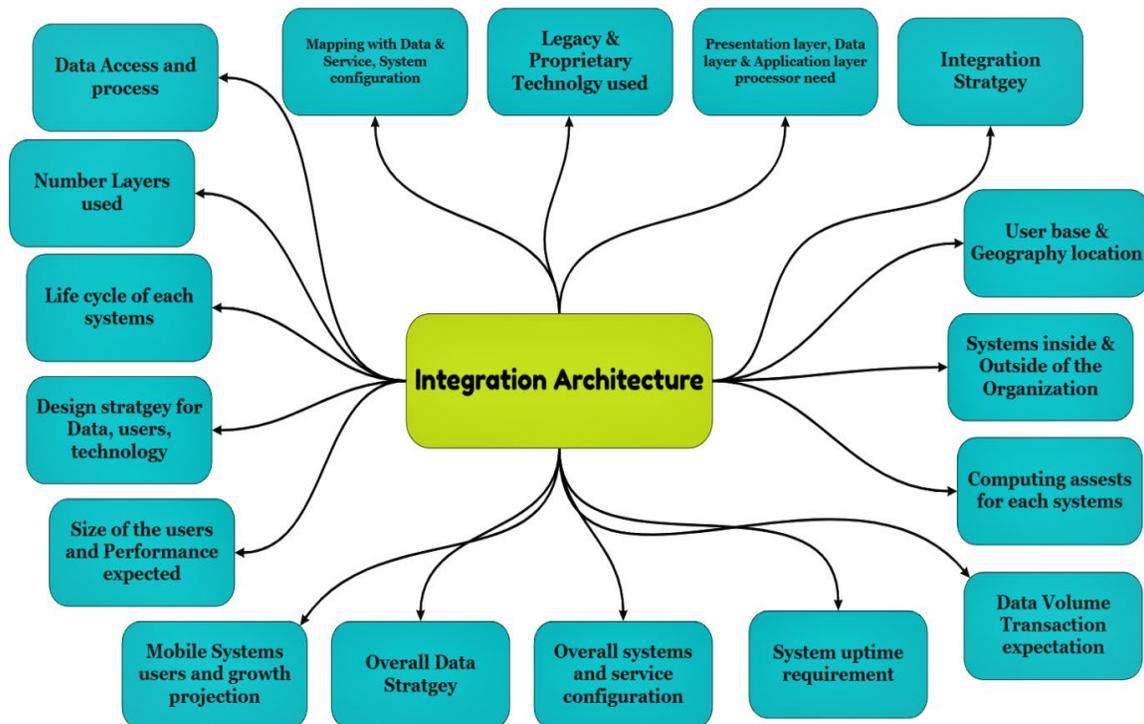 Data Access and
process
Mapping with Data &
Service, System
configuration
Legacy &
Proprietary
Technolgy used
Presentation layer, Data
layer & Application layer
processor need
Integration
Stratgey
Number Layers
used
User base &
Geography location
Life cycle of each
systems
Integration Architecture
Systems inside &
Outside of the
Organization
Design stratgey for
Data, users,
technology
Computing assests
for each systems
Size of the users
and Performance
expected
Data Volume
Transaction
expectation
Mobile Systems
users and growth
projection
Overall Data
Stratgey
Overall systems
and service
configuration
System uptime
requirement